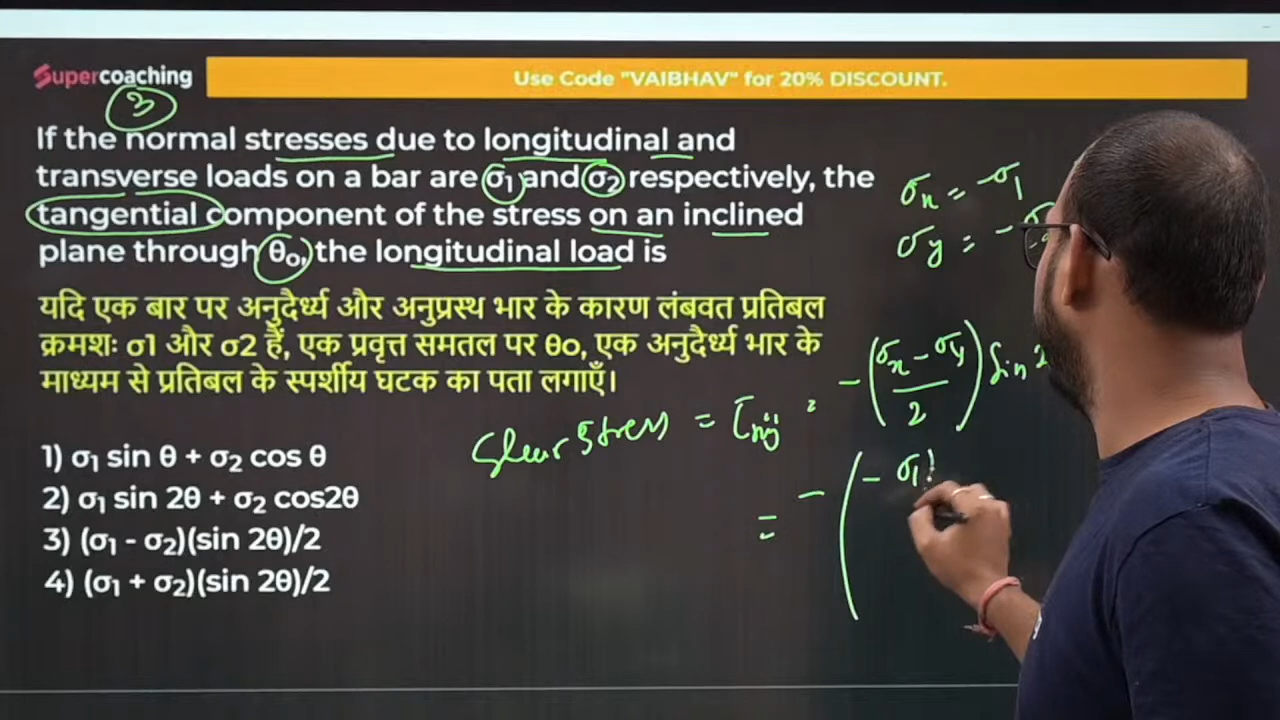 Supercoaching
Use Code "VAIBHAV" for 20% DISCOUNT.
3
If the normal stresses due to longitudinal and
transverse loads on a bar are σ1 and σ2 respectively, the
tangential component of the stress on an inclined
plane through θ0, the longitudinal load is
यदि एक बार पर अनुदैर्ध्य और अनुप्रस्थ भार के कारण लंबवत प्रतिबल
क्रमशः σ1 और σ2 हैं, एक प्रवृत्त समतल पर θ0, एक अनुदैर्ध्य भार के
माध्यम से प्रतिबल के स्पर्शीय घटक का पता लगाएँ।
1) σ1 sin θ + σ2 cos θ
2) σ1 sin 2θ + σ2 cos2θ
3) (σ1 - σ2)(sin 2θ)/2
4) (σ1 + σ2)(sin 2θ)/2
σx = -σ1
σy = -
Shear Stress = τxy = -(σx - σy / 2) Sin 2
= - ( - σ1